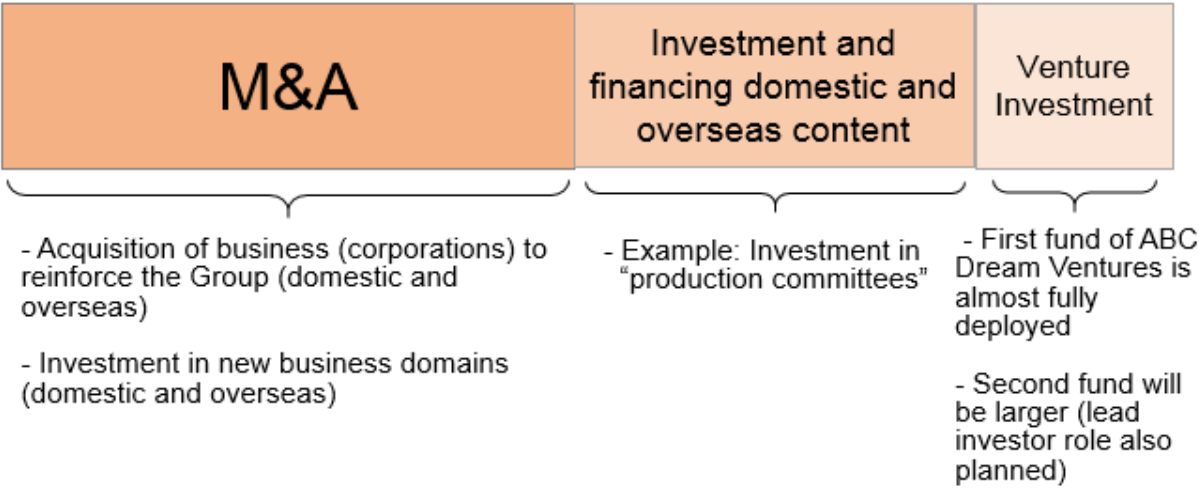 M&A
Investment and
financing domestic and
overseas content
Venture
Investment
- Acquisition of business (corporations) to
reinforce the Group (domestic and
overseas)
- Investment in new business domains
(domestic and overseas)
- Example: Investment in
“production committees”
- First fund of ABC
Dream Ventures is
almost fully
deployed
- Second fund will
be larger (lead
investor role also
planned)